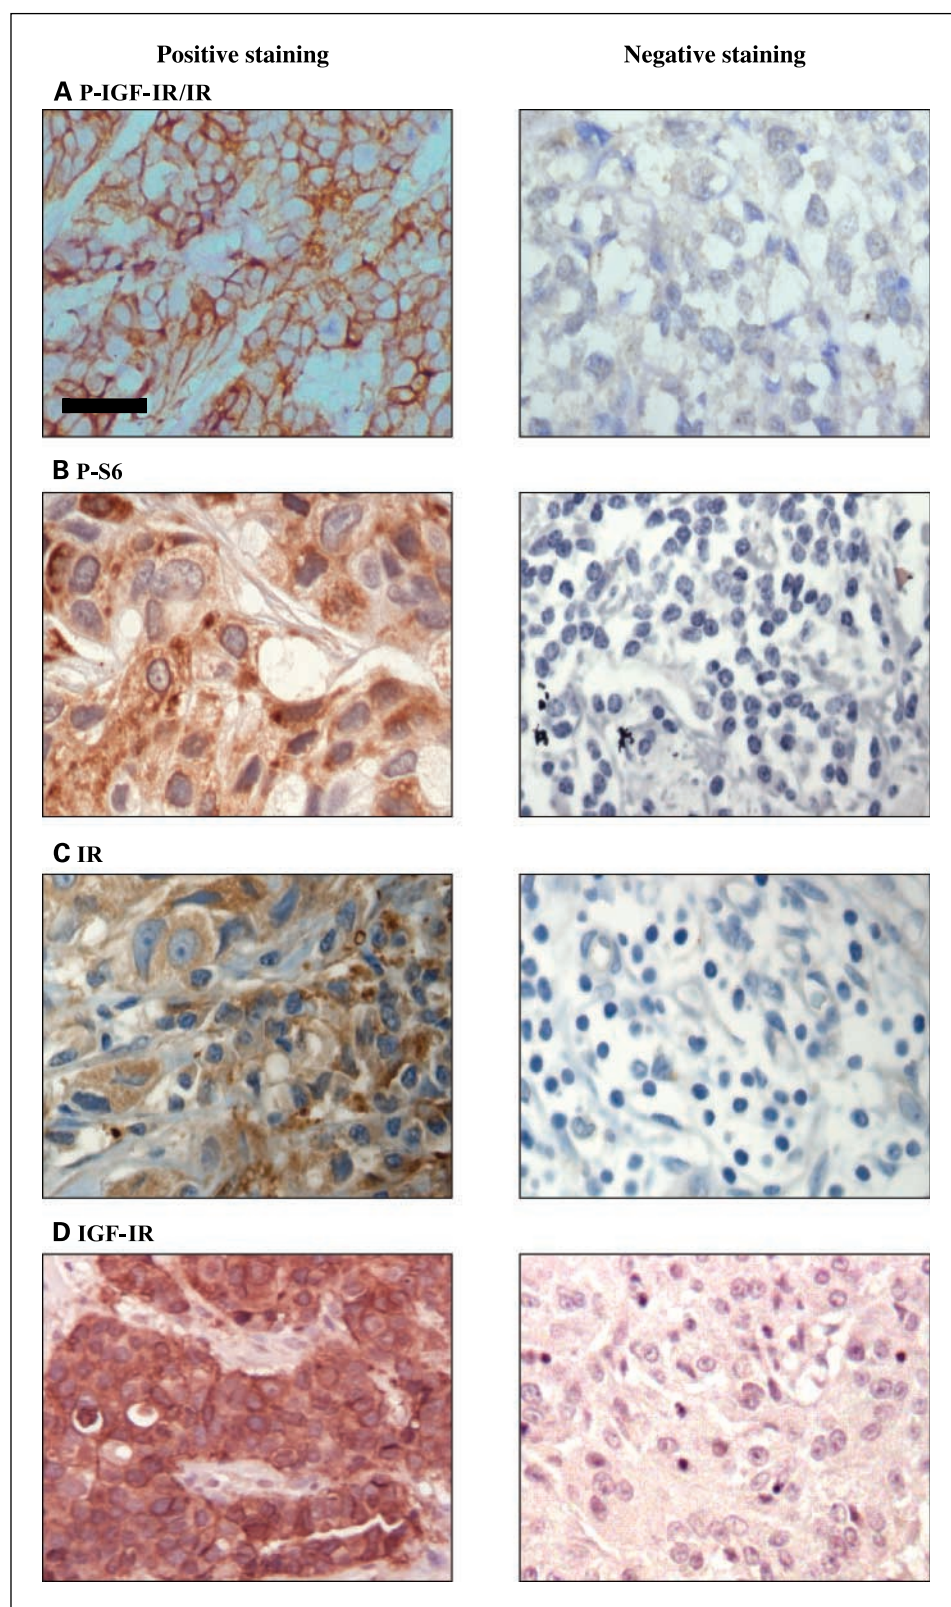 Positive staining
Negative staining
A P-IGF-IR/IR
B P-S6
C IR
D IGF-IR